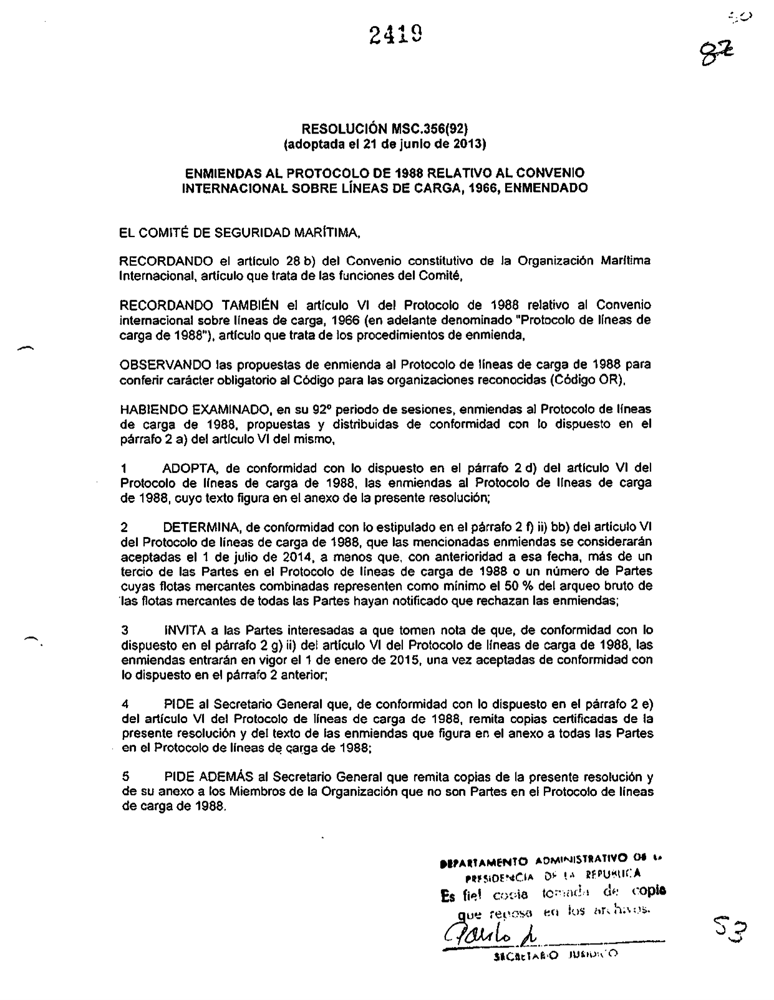 2419
87
RESOLUCIÓN MSC.356(92)
(adoptada el 21 de junio de 2013)
ENMIENDAS AL PROTOCOLO DE 1988 RELATIVO AL CONVENIO
INTERNACIONAL SOBRE LÍNEAS DE CARGA, 1966, ENMENDADO
EL COMITÉ DE SEGURIDAD MARÍTIMA,
RECORDANDO el artículo 28 b) del Convenio constitutivo de la Organización Marítima
Internacional, artículo que trata de las funciones del Comité,
RECORDANDO TAMBIÉN el artículo VI del Protocolo de 1988 relativo al Convenio
internacional sobre líneas de carga, 1966 (en adelante denominado "Protocolo de líneas de
carga de 1988"), artículo que trata de los procedimientos de enmienda,
OBSERVANDO las propuestas de enmienda al Protocolo de líneas de carga de 1988 para
conferir carácter obligatorio al Código para las organizaciones reconocidas (Código OR),
HABIENDO EXAMINADO, en su 92º periodo de sesiones, enmiendas al Protocolo de líneas
de carga de 1988, propuestas y distribuidas de conformidad con lo dispuesto en el
párrafo 2 a) del artículo VI del mismo,
1 ADOPTA, de conformidad con lo dispuesto en el párrafo 2 d) del artículo VI del
Protocolo de líneas de carga de 1988, las enmiendas al Protocolo de líneas de carga
de 1988, cuyo texto figura en el anexo de la presente resolución;
2 DETERMINA, de conformidad con lo estipulado en el párrafo 2 f) ii) bb) del artículo VI
del Protocolo de líneas de carga de 1988, que las mencionadas enmiendas se considerarán
aceptadas el 1 de julio de 2014, a menos que, con anterioridad a esa fecha, más de un
tercio de las Partes en el Protocolo de líneas de carga de 1988 o un número de Partes
cuyas flotas mercantes combinadas representen como mínimo el 50 % del arqueo bruto de
las flotas mercantes de todas las Partes hayan notificado que rechazan las enmiendas;
3 INVITA a las Partes interesadas a que tomen nota de que, de conformidad con lo
dispuesto en el párrafo 2 g) ii) del artículo VI del Protocolo de líneas de carga de 1988, las
enmiendas entrarán en vigor el 1 de enero de 2015, una vez aceptadas de conformidad con
lo dispuesto en el párrafo 2 anterior;
4 PIDE al Secretario General que, de conformidad con lo dispuesto en el párrafo 2 e)
del artículo VI del Protocolo de líneas de carga de 1988, remita copias certificadas de la
presente resolución y del texto de las enmiendas que figura en el anexo a todas las Partes
en el Protocolo de líneas de carga de 1988;
5 PIDE ADEMÁS al Secretario General que remita copias de la presente resolución y
de su anexo a los Miembros de la Organización que no son Partes en el Protocolo de líneas
de carga de 1988.
DEPARTAMENTO ADMINISTRATIVO DE LA
PRESIDENCIA DE LA REPUBLICA
Es fiel copia tomada de copia
que reposa en los archivos.
SECRETARIO JURIDICO
53